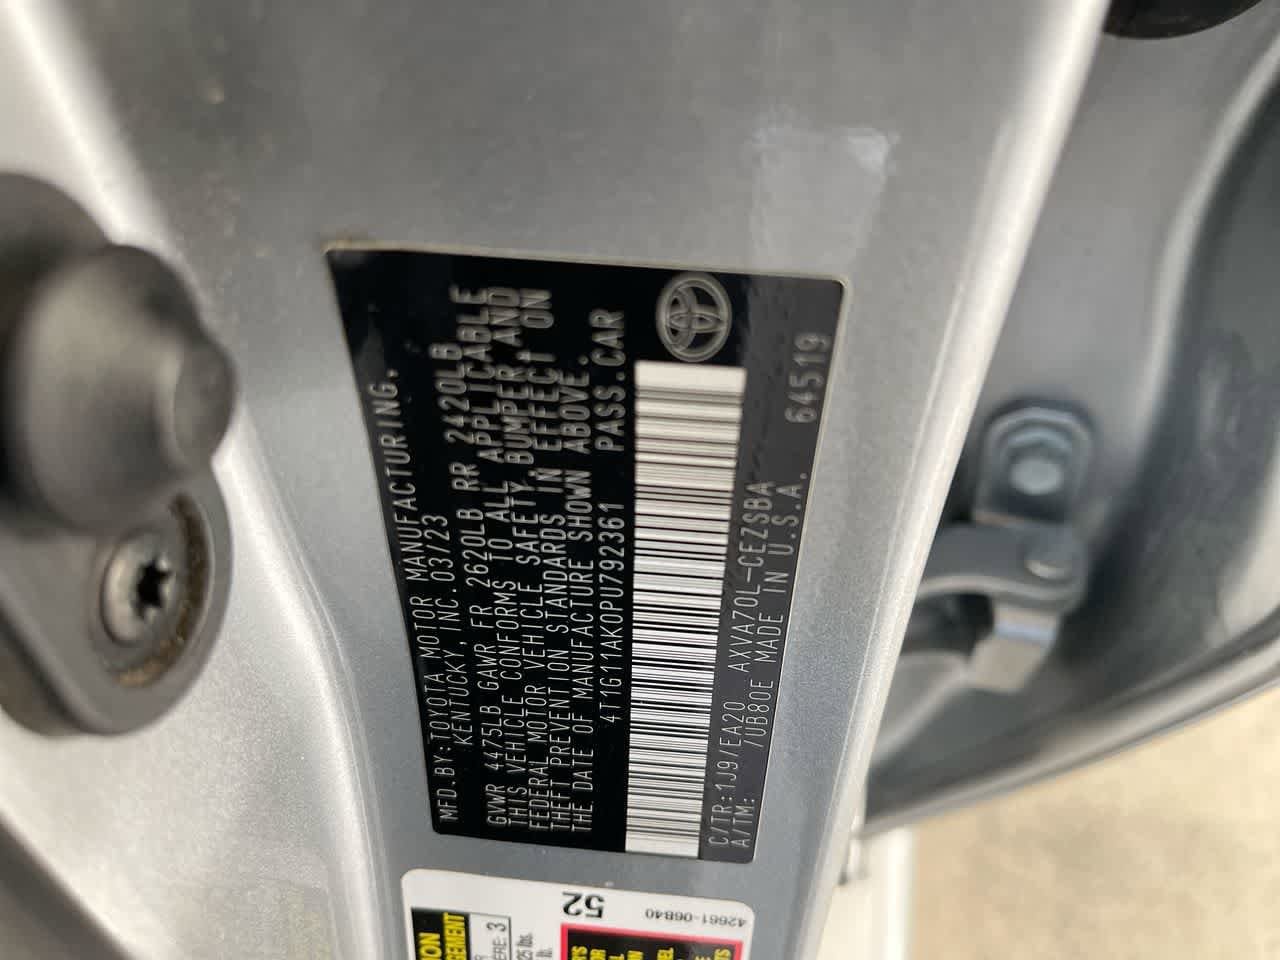 MFD.BY:TOYOTA MOTOR MANUFACTURING,
KENTUCKY INC.03/23
GVWR 4475LB GAWR FR 2620LB RR 2420LB
THIS VEHICLE CONFORMS TO ALL APPLICABLE
FEDERAL MOTOR VEHICLE SAFETY,BUMPER, AND
THEFT PREVENTION STANDARDS IN EFFECT ON
THE DATE OF MANUFACTURE SHOWN ABOVE.
4T1G11AK0PU792361 PASS.CAR
C/TR:1J9/EA20 AXVA70L-CEZSBA
A/TM: /UB80E MADE IN U.S.A. 64519
52
42661-06B40